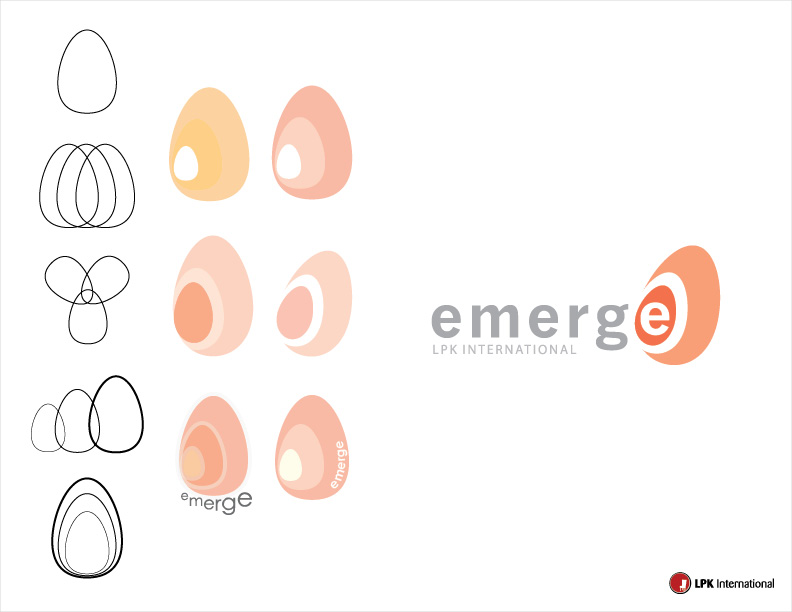 emerge
emerge
emerge
LPK INTERNATIONAL
LPK International